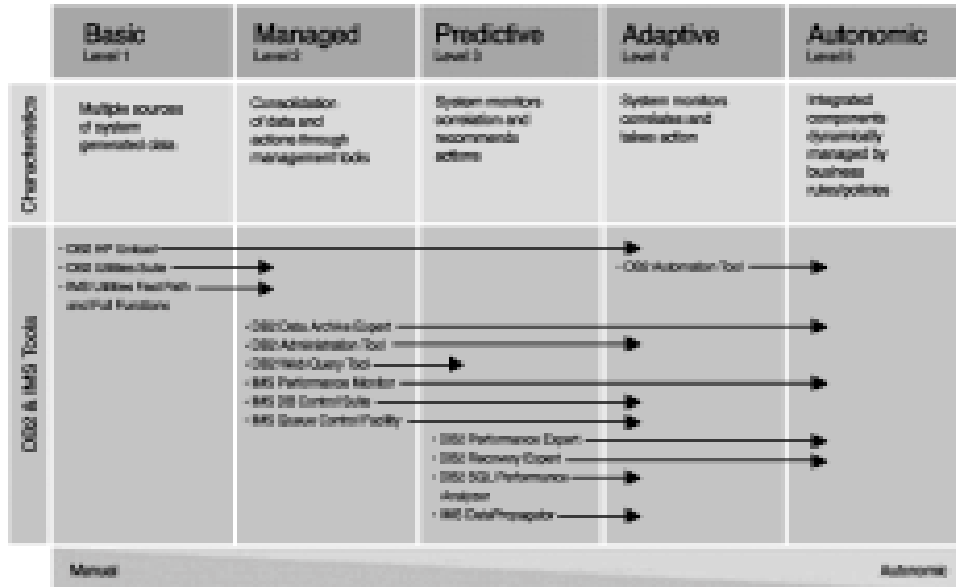 Basic
Level 1
Managed
Level 2
Predictive
Level 3
Adaptive
Level 4
Autonomic
Level 5
Characteristics
Multiple sources
of system
generated data
Consolidation
of data and
actions through
management tools
System monitors
correlation and
recommends
actions
System monitors
correlates and
takes action
Integrated
components
dynamically
managed by
business
rules/policies
DB2 & IMS Tools
- DB2 HP Unload
- DB2 Utilities Suite
- IMS Utilities Fast Path
and Full Functions
- DB2 Automation Tool
- DB2 Data Archive Expert
- DB2 Administration Tool
- DB2 Web Query Tool
- IMS Performance Monitor
- IMS DB Control Suite
- IMS Queue Control Facility
- DB2 Performance Expert
- DB2 Recovery Expert
- DB2 SQL Performance
Analyzer
- IMS DataPropagator
Manual
Autonomic